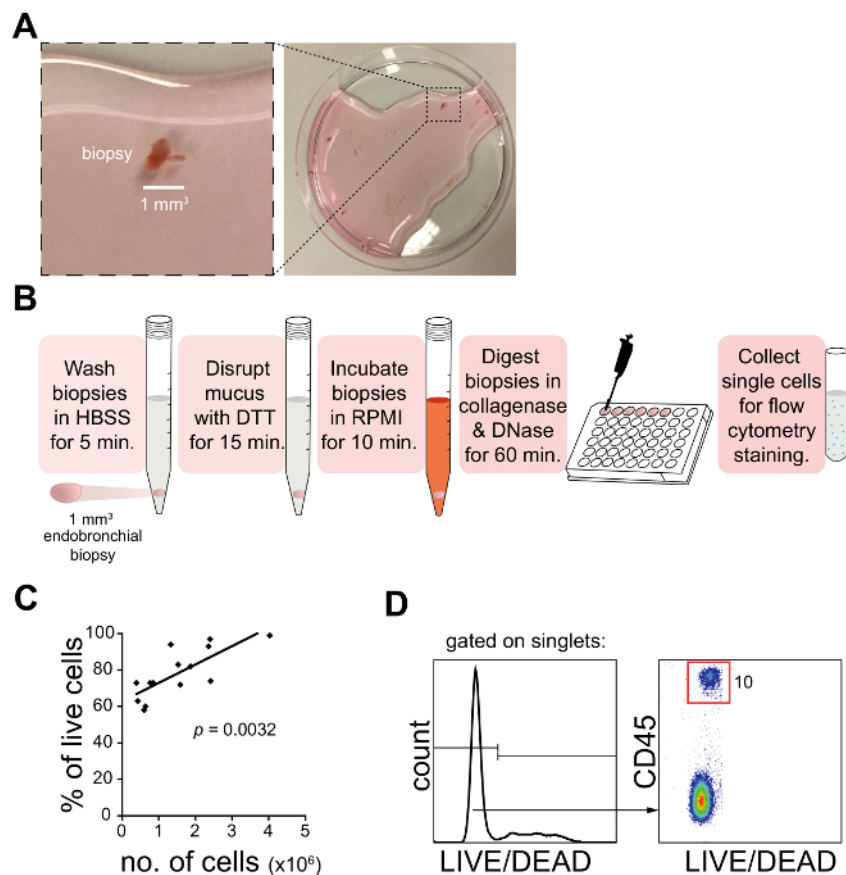 A
biopsy
1 mm³
B
Wash
biopsies
in HBSS
for 5 min.
Disrupt
mucus
with DTT
for 15 min.
Incubate
biopsies
in RPMI
for 10 min.
Digest
biopsies in
collagenase
& DNase
for 60 min.
Collect
single cells
for flow
cytometry
staining.
1 mm³
endobronchial
biopsy
C
% of live cells
100
80
60
40
20
0
p = 0.0032
0 1 2 3 4 5
no. of cells (x10⁶)
D
gated on singlets:
count
LIVE/DEAD
CD45
10
LIVE/DEAD